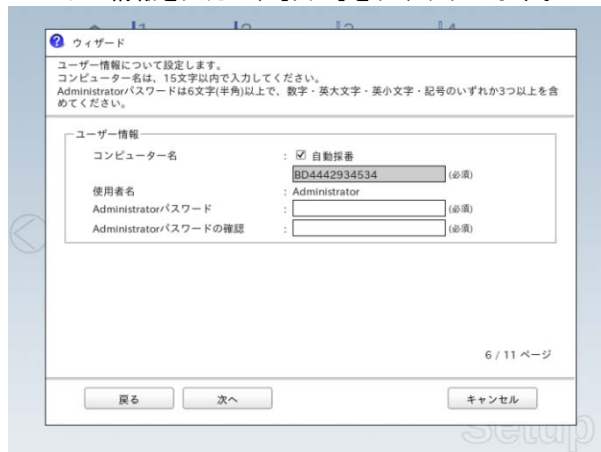 ウィザード
ユーザー情報について設定します。
コンピューター名は、15文字以内で入力してください。
Administratorパスワードは6文字(半角)以上で、数字・英大文字・英小文字・記号のいずれか3つ以上を含
めてください。
ユーザー情報
コンピューター名 : 自動採番
BD4442934534 (必須)
使用者名 : Administrator
Administratorパスワード : (必須)
Administratorパスワードの確認 : (必須)
6 / 11 ページ
戻る 次へ キャンセル
Setup